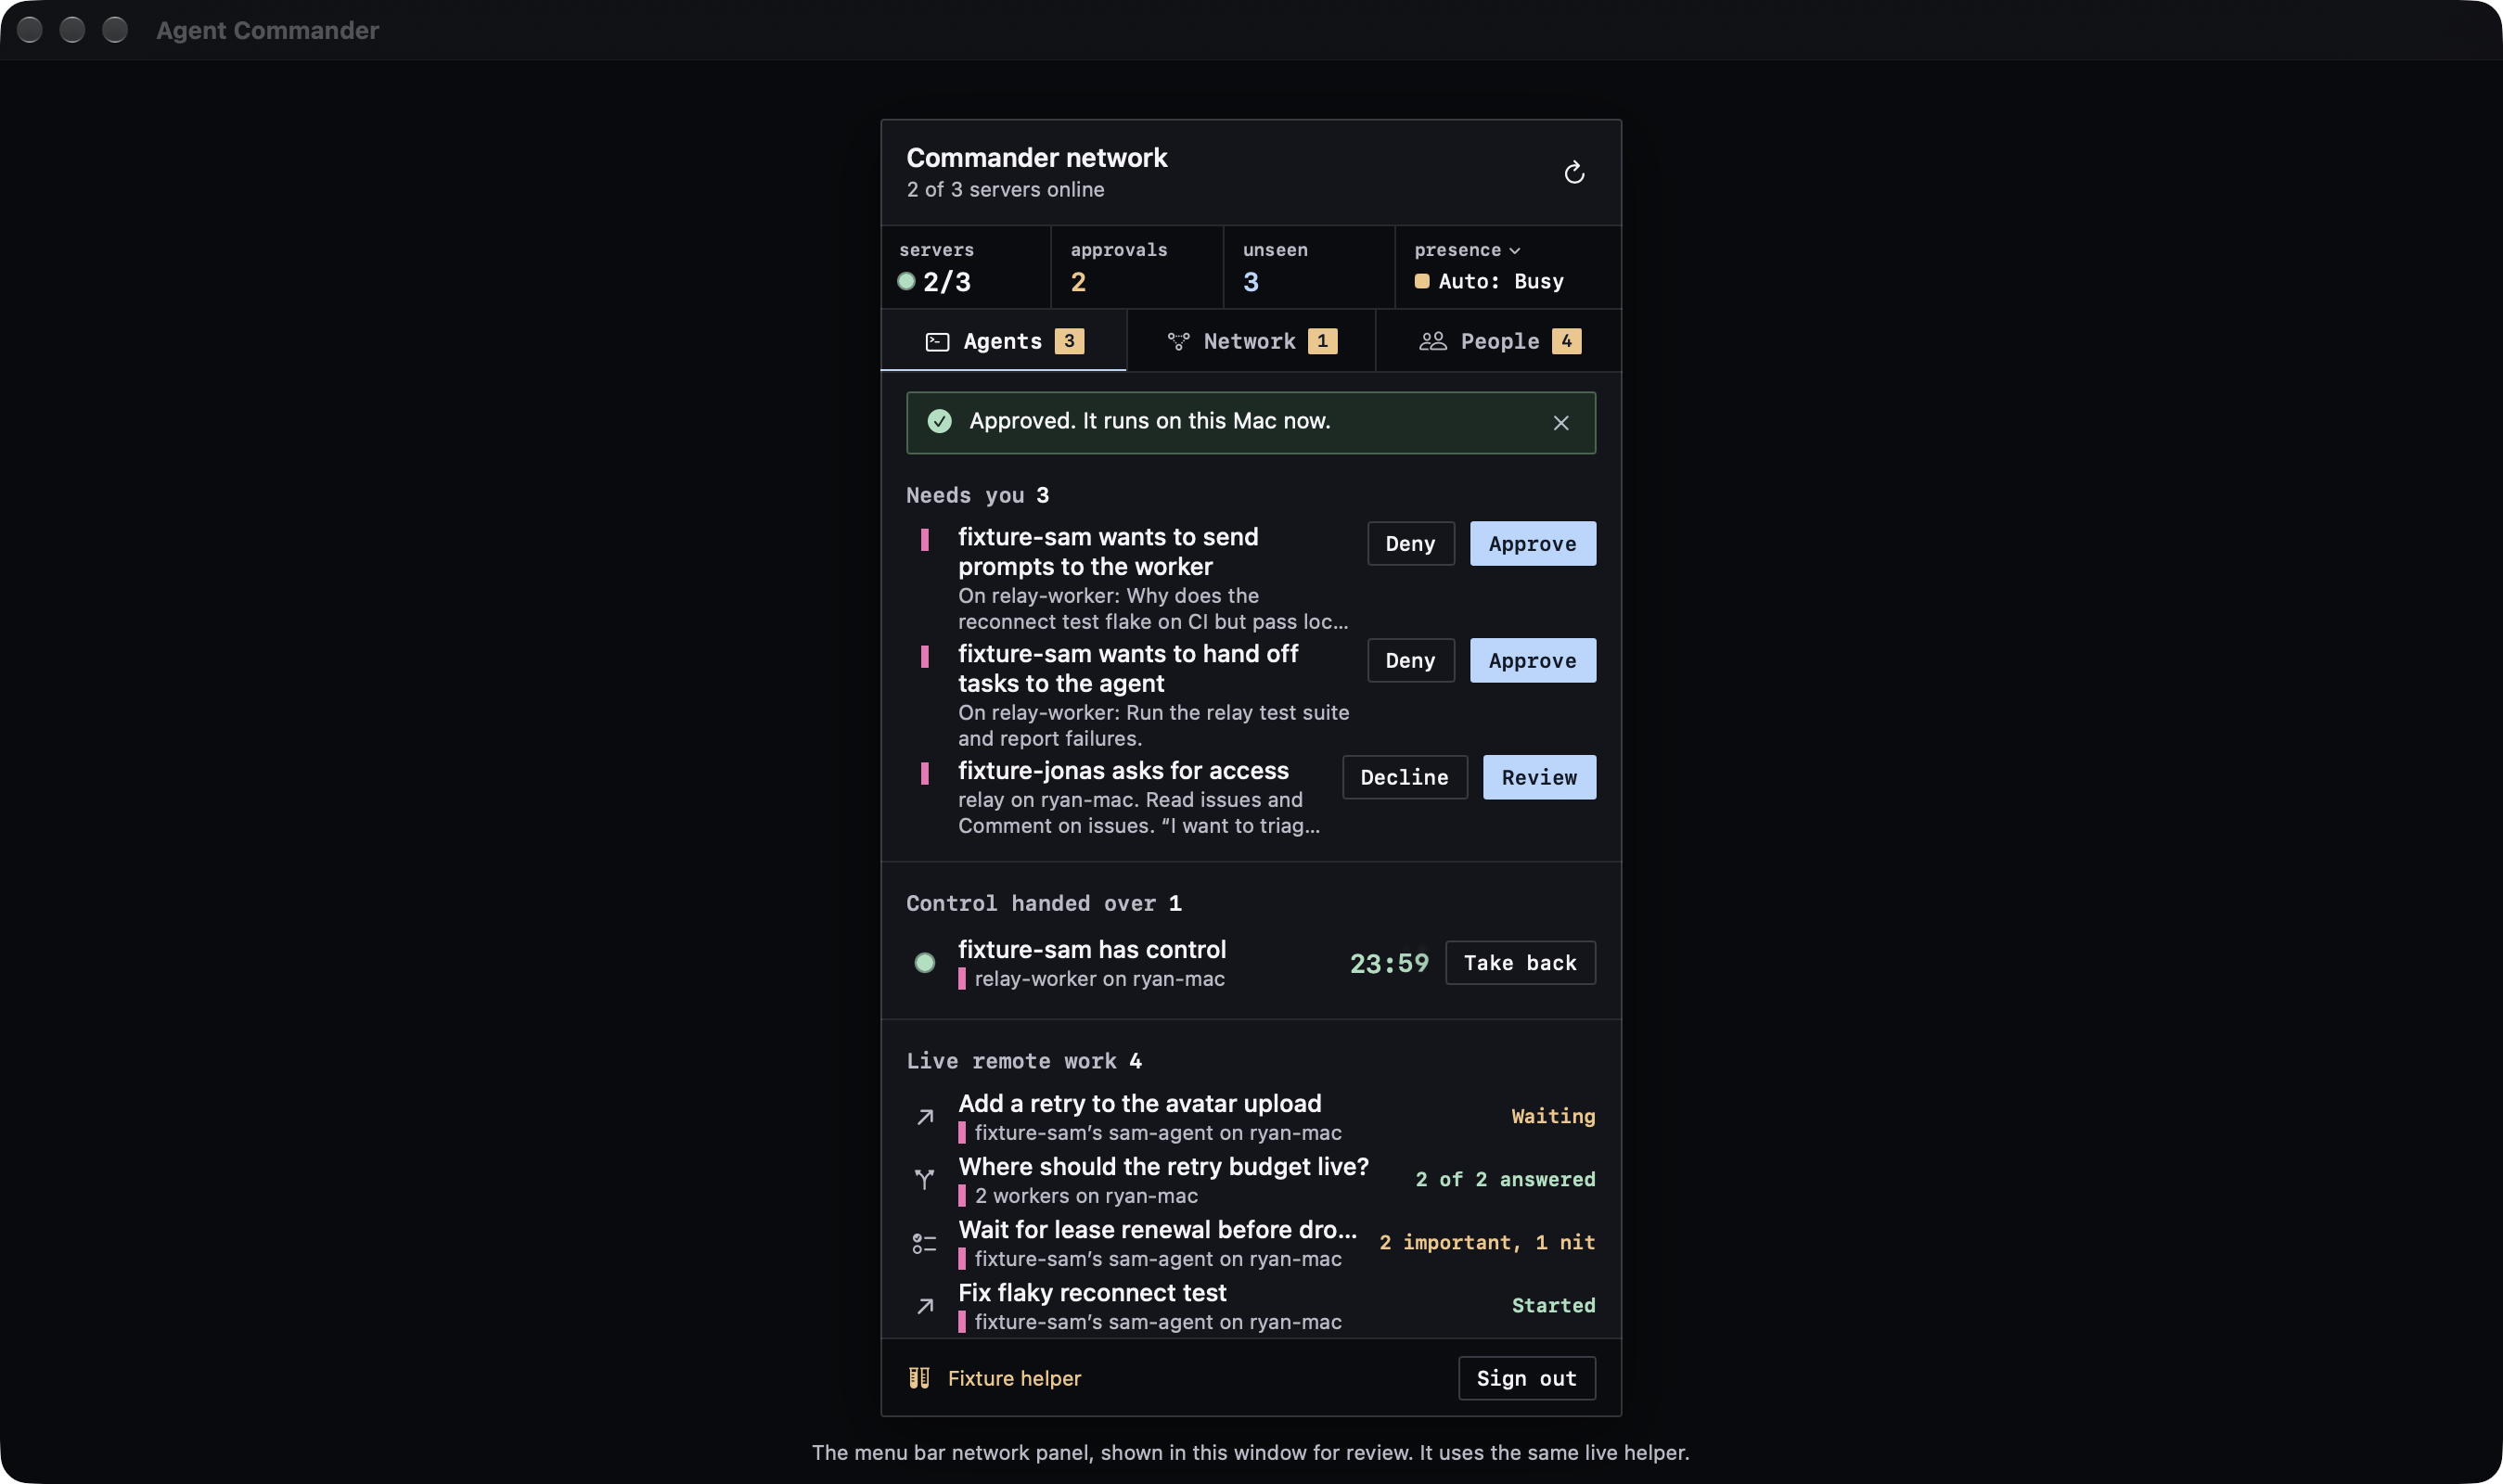 Agent Commander
Commander network
2 of 3 servers online
servers
2/3
approvals
2
unseen
3
presence
Auto: Busy
Agents 3
Network 1
People 4
Approved. It runs on this Mac now.
Needs you 3
fixture-sam wants to send
prompts to the worker
On relay-worker: Why does the
reconnect test flake on CI but pass loc…
Deny
Approve
fixture-sam wants to hand off
tasks to the agent
On relay-worker: Run the relay test suite
and report failures.
Deny
Approve
fixture-jonas asks for access
relay on ryan-mac. Read issues and
Comment on issues. “I want to triag…
Decline
Review
Control handed over 1
fixture-sam has control
relay-worker on ryan-mac
23:59
Take back
Live remote work 4
Add a retry to the avatar upload
fixture-sam’s sam-agent on ryan-mac
Waiting
Where should the retry budget live?
2 workers on ryan-mac
2 of 2 answered
Wait for lease renewal before dro…
fixture-sam’s sam-agent on ryan-mac
2 important, 1 nit
Fix flaky reconnect test
fixture-sam’s sam-agent on ryan-mac
Started
Fixture helper
Sign out
The menu bar network panel, shown in this window for review. It uses the same live helper.